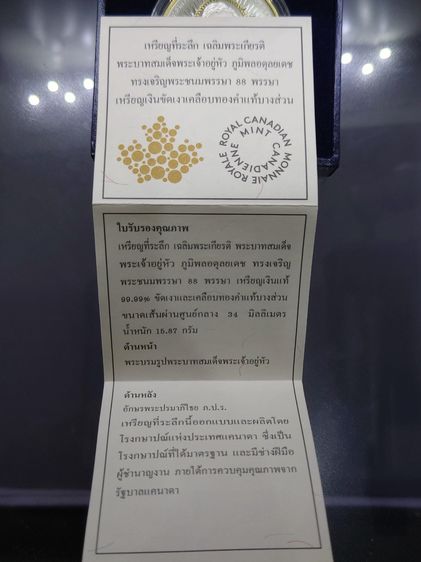 เหรียญที่ระลึก เฉลิมพระเกียรติ
พระบาทสมเด็จพระเจ้าอยู่หัว ภูมิพลอดุลยเดช
ทรงเจริญพระชนมพรรษา 88 พรรษา
เหรียญเงินขัดเงาเคลือบทองคำแท้บางส่วน
ROYAL CANADIAN MINT
MONNAIE ROYALE CANADIENNE
ใบรับรองคุณภาพ
เหรียญที่ระลึก เฉลิมพระเกียรติ พระบาทสมเด็จ
พระเจ้าอยู่หัว ภูมิพลอดุลยเดช ทรงเจริญ
พระชนมพรรษา 88 พรรษา เหรียญเงินแท้
99.99% ขัดเงาและเคลือบทองคำแท้บางส่วน
ขนาดเส้นผ่านศูนย์กลาง 34 มิลลิเมตร
น้ำหนัก 15.87 กรัม
ด้านหน้า
พระบรมรูปพระบาทสมเด็จพระเจ้าอยู่หัว
ด้านหลัง
อักษรพระปรมาภิไธย ภ.ป.ร.
เหรียญที่ระลึกนี้ออกแบบและผลิตโดย
โรงกษาปณ์แห่งประเทศแคนาดา ซึ่งเป็น
โรงกษาปณ์ที่ได้มาตรฐาน และมีช่างฝีมือ
ผู้ชำนาญงาน ภายใต้การควบคุมคุณภาพจาก
รัฐบาลแคนาดา